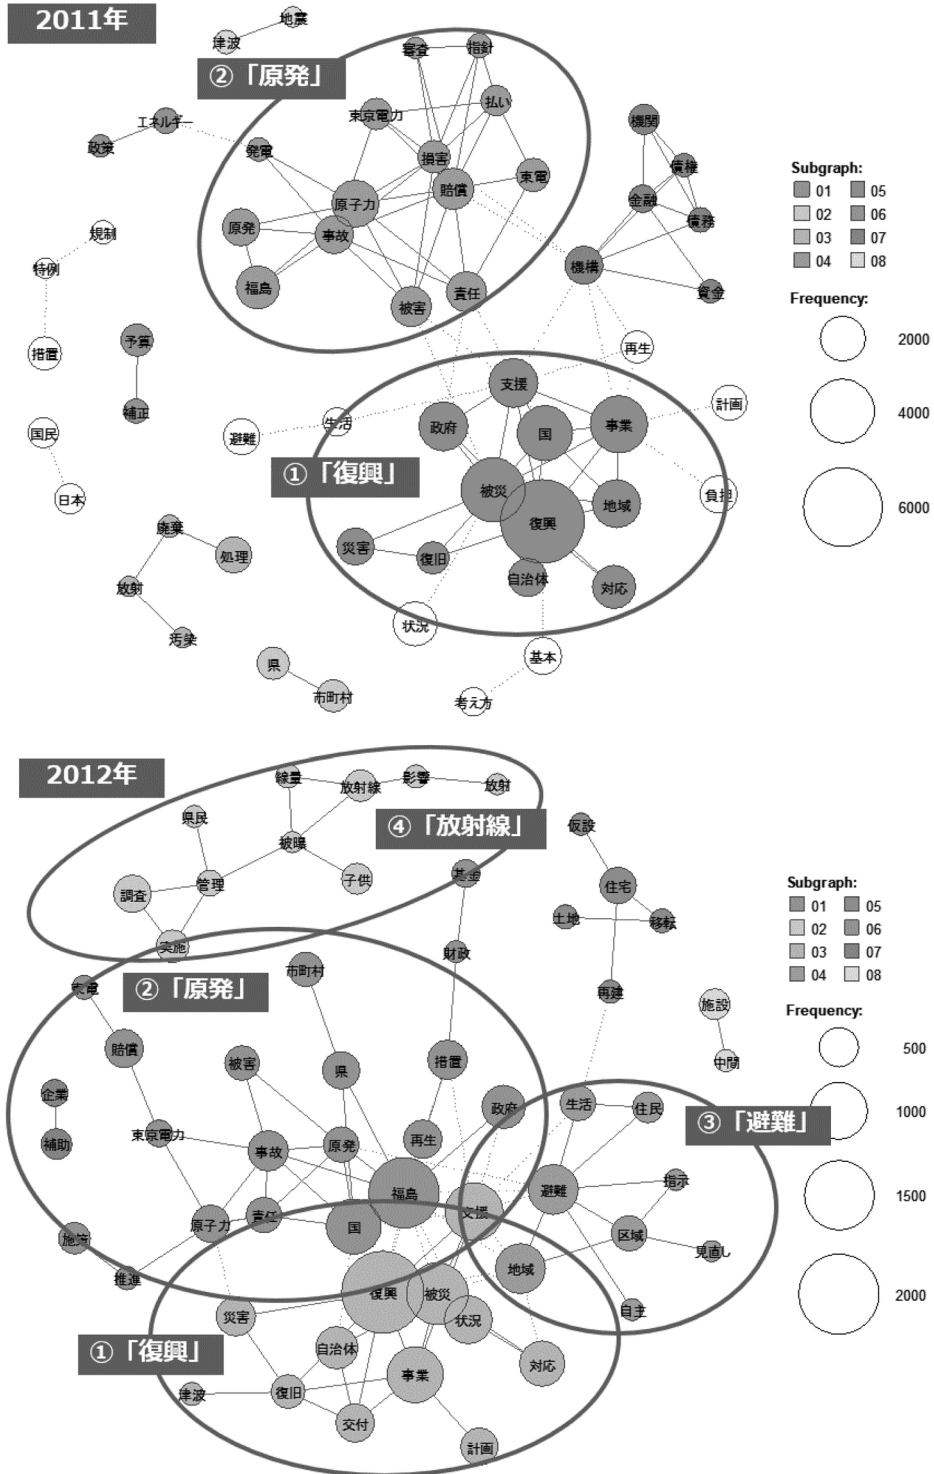 2011年
地震
津波
②「原発」
審査
指針
東京電力
払い
エネルギー
政策
発電
損害
賠償
東電
原子力
原発
事故
福島
被害
責任
機関
債権
金融
債務
機構
資金
Subgraph:
01
05
02
06
03
07
04
08
Frequency:
2000
4000
6000
規制
特例
措置
予算
補正
国民
日本
再生
計画
負担
避難
生活
支援
政府
国
事業
①「復興」
被災
復興
地域
災害
復旧
自治体
対応
状況
基本
考え方
廃棄
処理
放射
汚染
県
市町村
2012年
線量
放射線
影響
放射
県民
④「放射線」
被曝
調査
管理
子供
実施
基金
仮設
住宅
土地
移転
再建
Subgraph:
01
05
02
06
03
07
04
08
Frequency:
500
1000
1500
2000
施設
中間
財政
市町村
②「原発」
東電
賠償
被害
県
措置
政府
企業
補助
東京電力
事故
原発
再生
福島
国
責任
原子力
施策
推進
支援
③「避難」
生活
住民
避難
指示
区域
見直し
地域
自主
①「復興」
復興
被災
状況
災害
自治体
事業
対応
津波
復旧
交付
計画